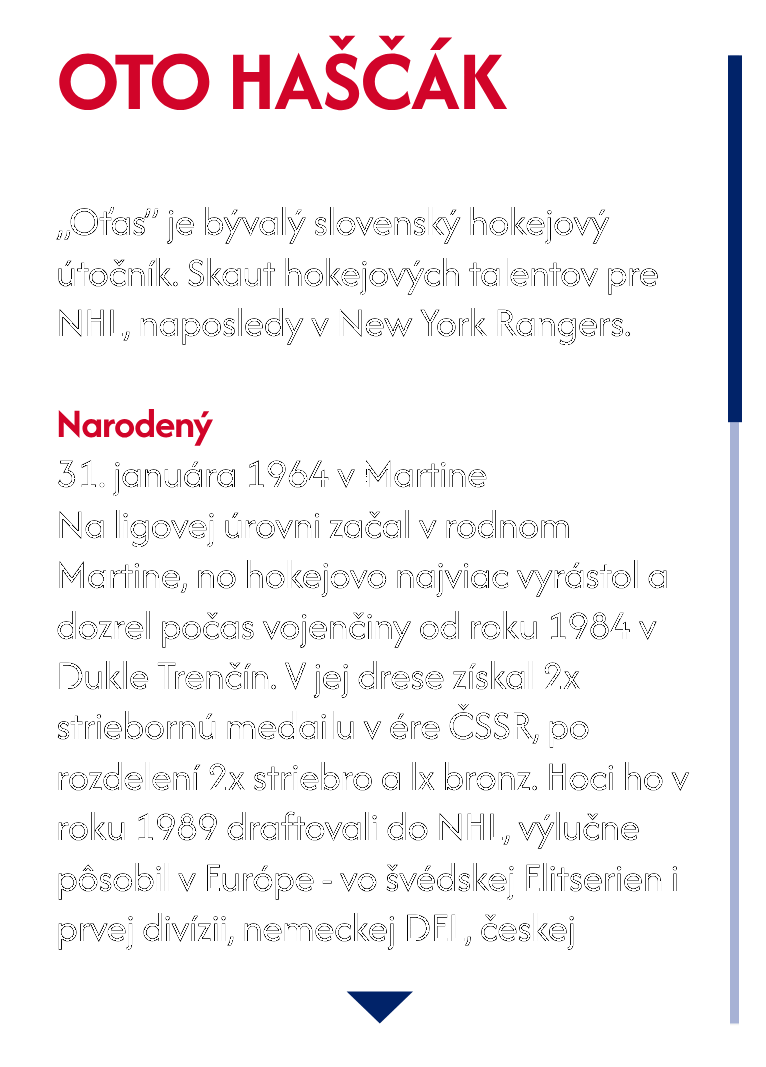 OTO HAŠČÁK
„Oťas” je bývalý slovenský hokejový
útočník. Skaut hokejových talentov pre
NHL, naposledy v New York Rangers.
Narodený
31. januára 1964 v Martine
Na ligovej úrovni začal v rodnom
Martine, no hokejovo najviac vyrástol a
dozrel počas vojenčiny od roku 1984 v
Dukle Trenčín. V jej drese získal 2x
striebornú medailu v ére ČSSR, po
rozdelení 2x striebro a 1x bronz. Hoci ho v
roku 1989 draftovali do NHL, výlučne
pôsobil v Európe - vo švédskej Elitserien i
prvej divízii, nemeckej DEL, českej